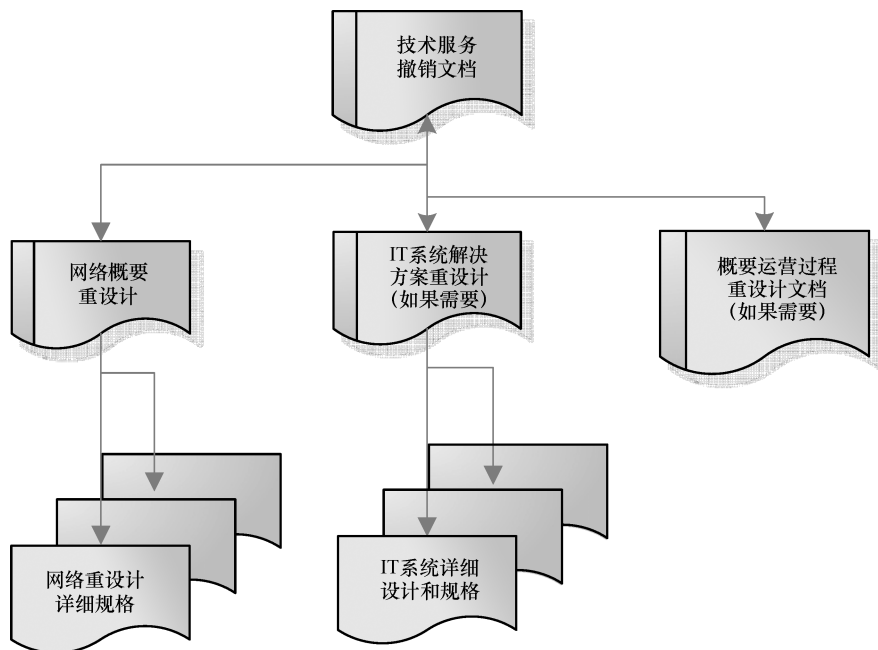 技术服务
撤销文档
网络概要
重设计
IT系统解决
方案重设计
（如果需要）
概要运营过程
重设计文档
（如果需要）
网络重设计
详细规格
IT系统详细
设计和规格